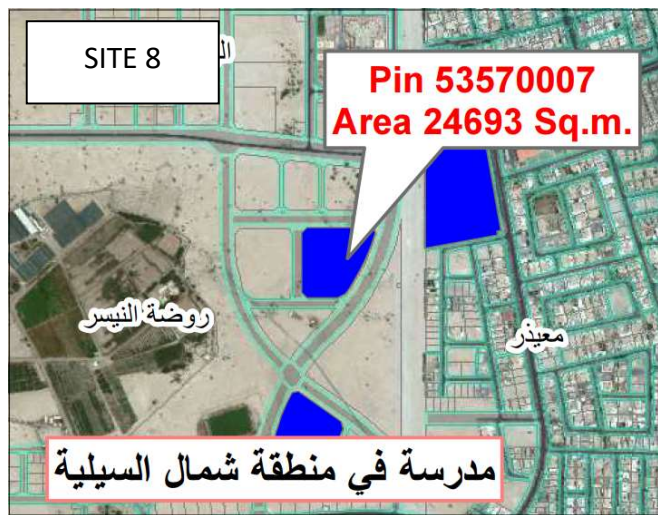 SITE 8
Pin 53570007
Area 24693 Sq.m.
روضة النيسر
معيذر
مدرسة في منطقة شمال السيلية